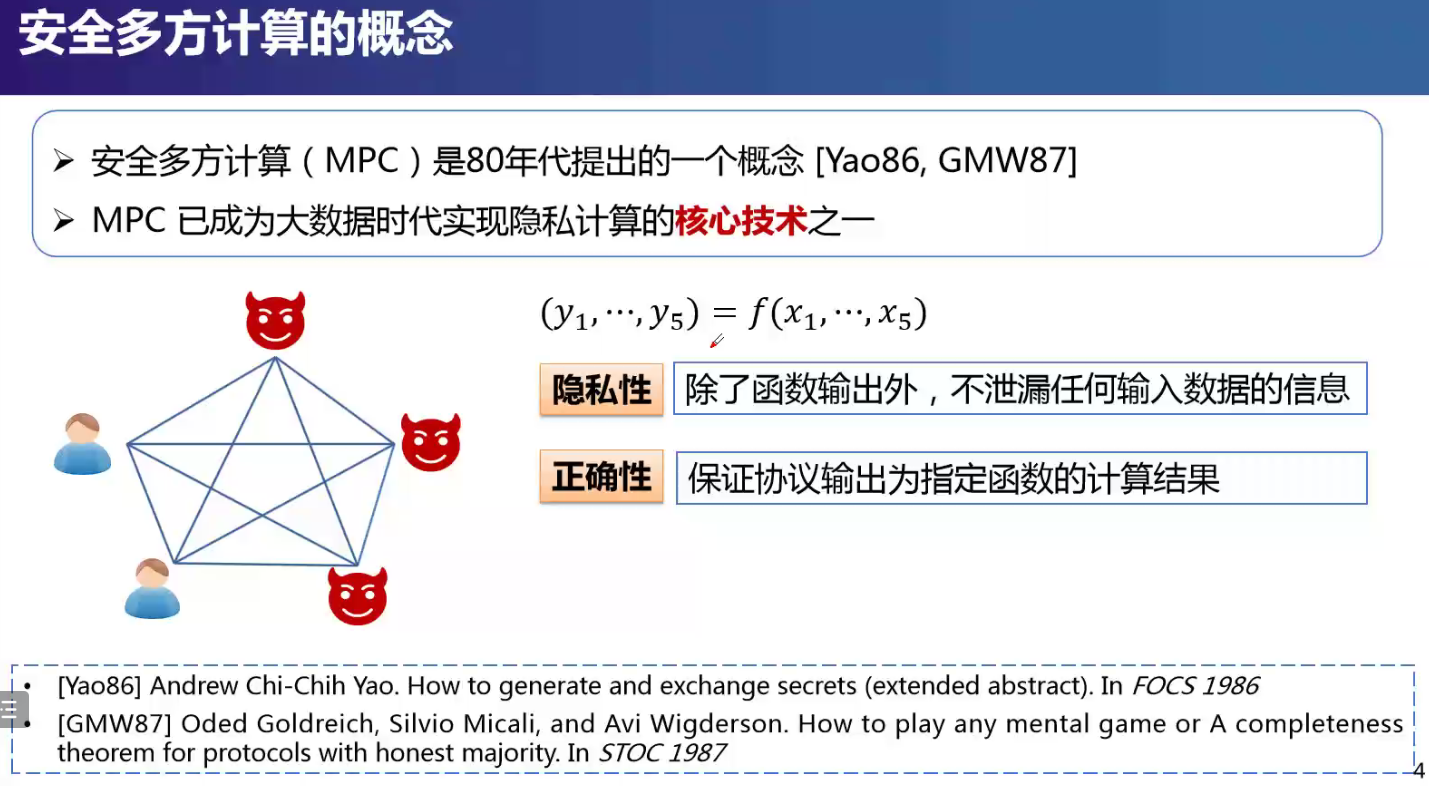 安全多方计算的概念
➢ 安全多方计算（MPC）是80年代提出的一个概念 [Yao86, GMW87]
➢ MPC 已成为大数据时代实现隐私计算的核心技术之一
(y₁,⋯,y₅) = f(x₁,⋯,x₅)
隐私性 除了函数输出外，不泄漏任何输入数据的信息
正确性 保证协议输出为指定函数的计算结果
• [Yao86] Andrew Chi-Chih Yao. How to generate and exchange secrets (extended abstract). In FOCS 1986
• [GMW87] Oded Goldreich, Silvio Micali, and Avi Wigderson. How to play any mental game or A completeness
theorem for protocols with honest majority. In STOC 1987
4